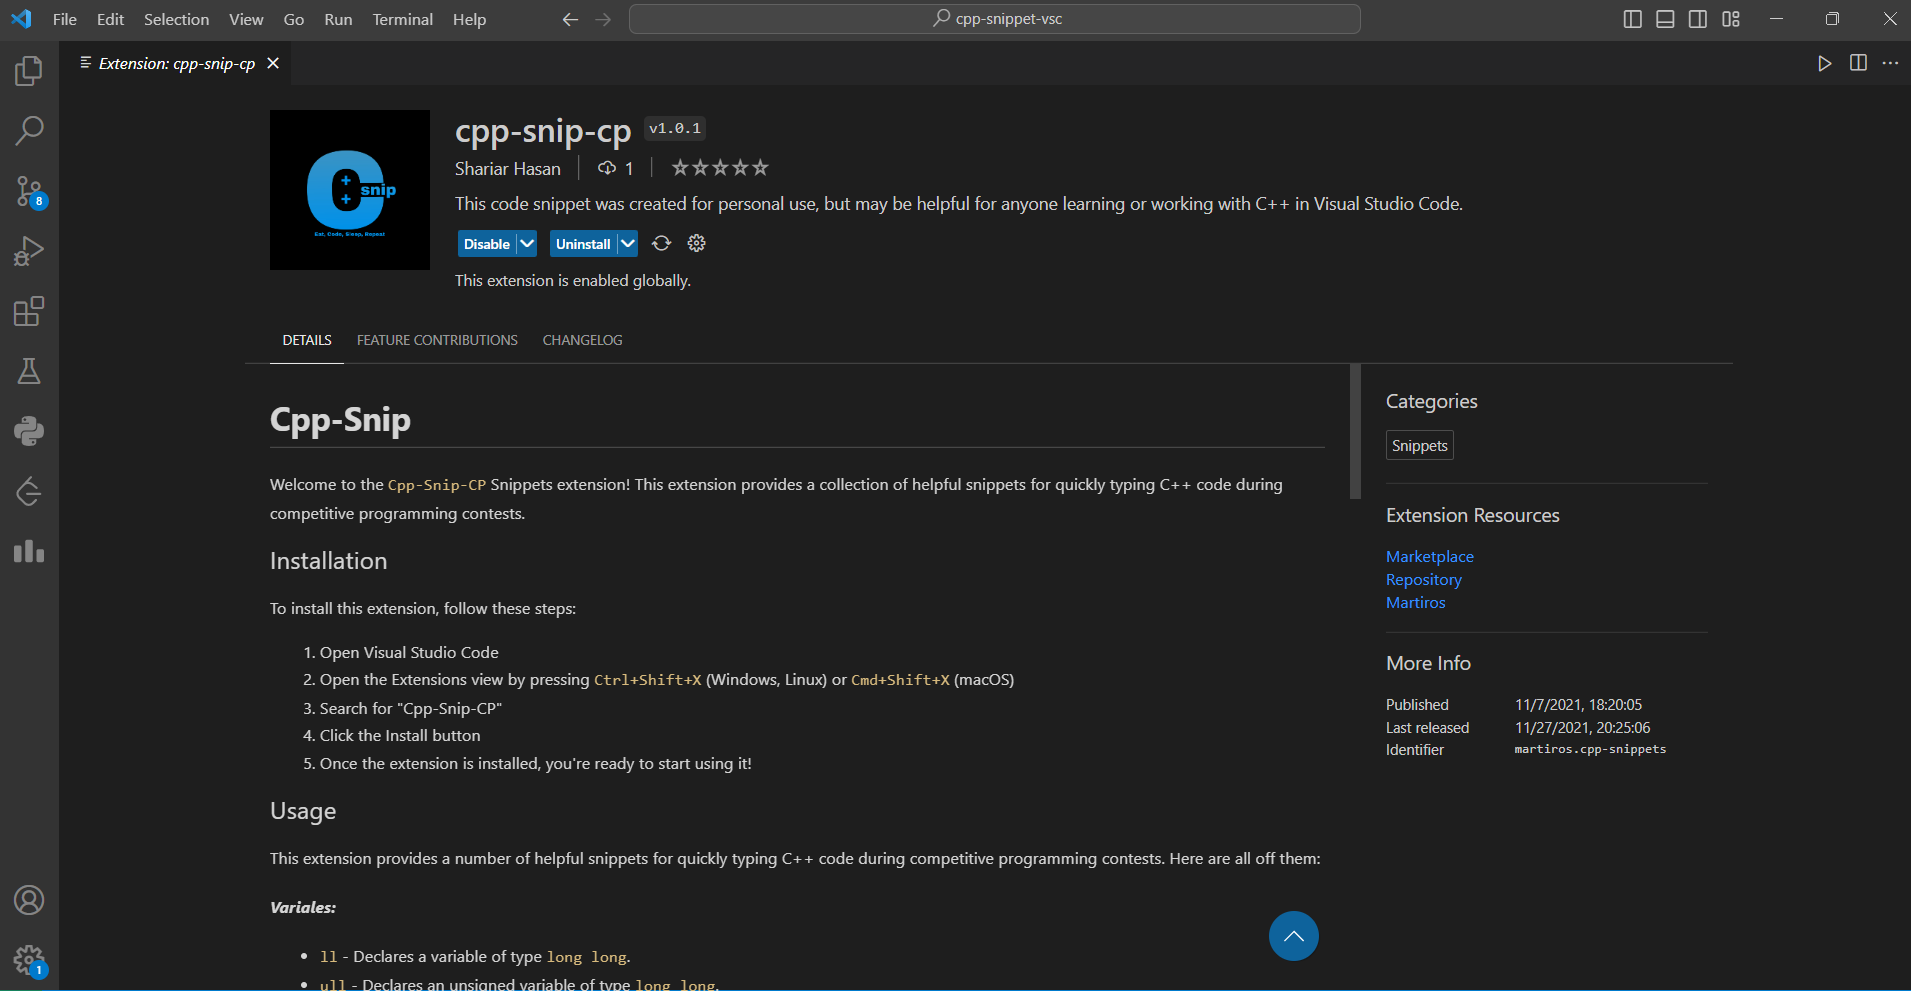 File Edit Selection View Go Run Terminal Help
cpp-snippet-vsc
Extension: cpp-snip-cp
C snip
++
Eat, Code, Sleep, Repeat
cpp-snip-cp v1.0.1
Shariar Hasan 1
This code snippet was created for personal use, but may be helpful for anyone learning or working with C++ in Visual Studio Code.
Disable Uninstall
This extension is enabled globally.
8
DETAILS FEATURE CONTRIBUTIONS CHANGELOG
Cpp-Snip
Welcome to the Cpp-Snip-CP Snippets extension! This extension provides a collection of helpful snippets for quickly typing C++ code during
competitive programming contests.
Installation
To install this extension, follow these steps:
1. Open Visual Studio Code
2. Open the Extensions view by pressing Ctrl+Shift+X (Windows, Linux) or Cmd+Shift+X (macOS)
3. Search for "Cpp-Snip-CP"
4. Click the Install button
5. Once the extension is installed, you're ready to start using it!
Usage
This extension provides a number of helpful snippets for quickly typing C++ code during competitive programming contests. Here are all off them:
Variales:
• ll - Declares a variable of type long long.
• ull - Declares an unsigned variable of type long long.
Categories
Snippets
Extension Resources
Marketplace
Repository
Martiros
More Info
Published 11/7/2021, 18:20:05
Last released 11/27/2021, 20:25:06
Identifier martiros.cpp-snippets
1